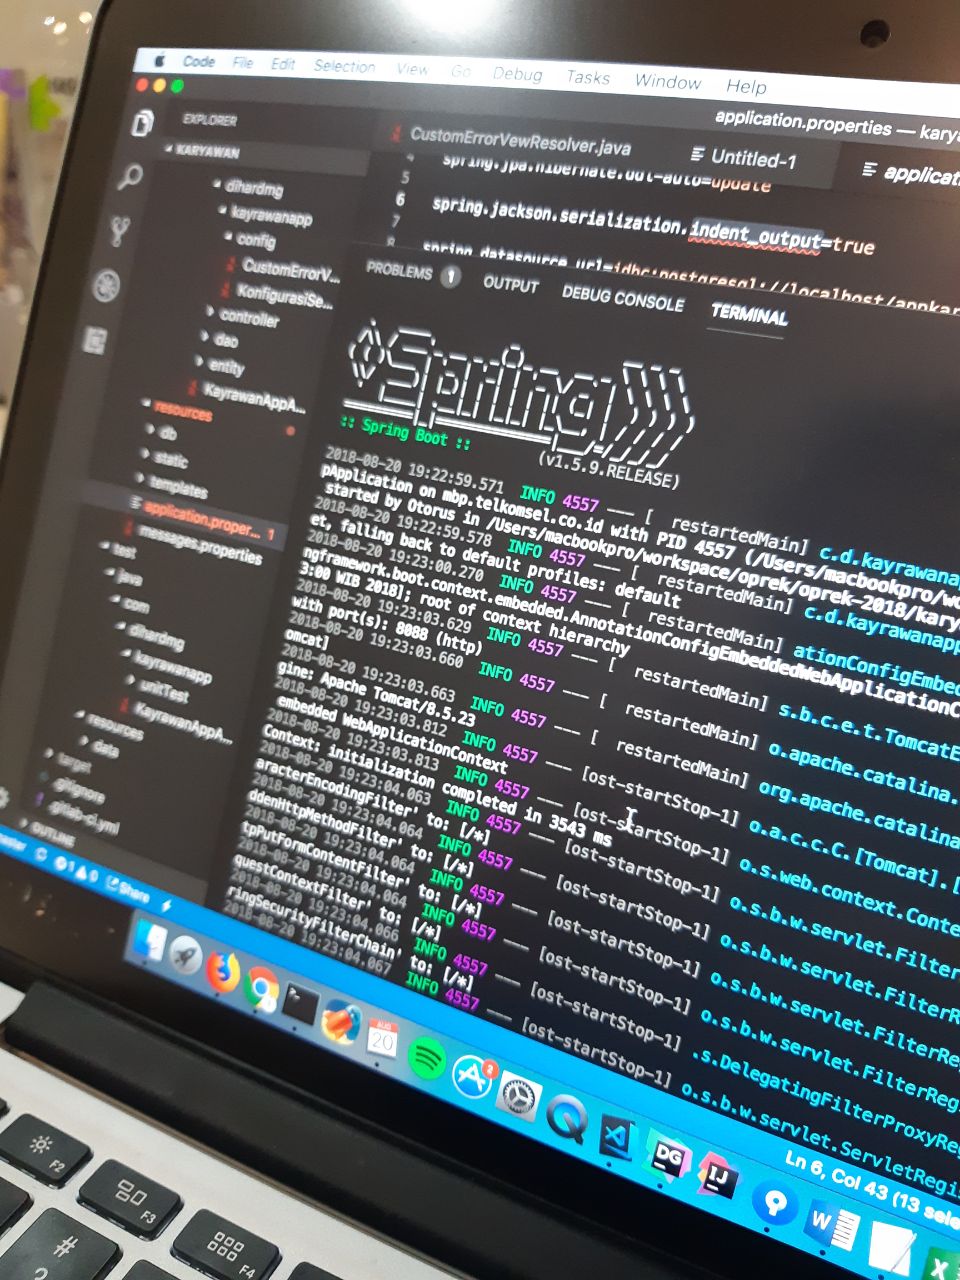 Code File Edit Selection View Go Debug Tasks Window Help
application.properties — karya
EXPLORER
CustomErrorVewResolver.java
Untitled-1
applicati
KARYAWAN
dihardmg
kayrawanapp
config
CustomErrorV...
KonfigurasiSe...
controller
dao
entity
KayrawanAppA...
resources
db
static
templates
application.proper... 1
messages.properties
test
java
com
dihardmg
kayrawanapp
unitTest
KayrawanAppA...
resources
data
target
.gitignore
.gitlab-ci.yml
OUTLINE
5
6
7
8
spring.jpa.hibernate.ddl-auto=update
spring.jackson.serialization.indent_output=true
spring.datasource.url=jdbc:postgresql://localhost/appkar
PROBLEMS 1 OUTPUT DEBUG CONSOLE TERMINAL
Spring
:: Spring Boot :: (v1.5.9.RELEASE)
2018-08-20 19:22:59.571 INFO 4557 --- [ restartedMain] c.d.kayrawana
pApplication on mbp.telkomsel.co.id with PID 4557 (/Users/macbookpro/wo
started by Otorus in /Users/macbookpro/workspace/oprek/oprek-2018/kary
2018-08-20 19:22:59.578 INFO 4557 --- [ restartedMain] c.d.kayrawanapp
et, falling back to default profiles: default
2018-08-20 19:23:00.270 INFO 4557 --- [ restartedMain] ationConfigEmbec
ngframework.boot.context.embedded.AnnotationConfigEmbeddedWebApplicationC
3:00 WIB 2018]; root of context hierarchy
2018-08-20 19:23:03.629 INFO 4557 --- [ restartedMain] s.b.c.e.t.TomcatE
with port(s): 8088 (http)
2018-08-20 19:23:03.660 INFO 4557 --- [ restartedMain] o.apache.catalina.
omcat]
2018-08-20 19:23:03.663 INFO 4557 --- [ restartedMain] org.apache.catalina
gine: Apache Tomcat/8.5.23
2018-08-20 19:23:03.812 INFO 4557 --- [ost-startStop-1] o.a.c.c.C.[Tomcat].[
embedded WebApplicationContext
2018-08-20 19:23:03.813 INFO 4557 --- [ost-startStop-1] o.s.web.context.Conte
Context: initialization completed in 3543 ms
2018-08-20 19:23:04.063 INFO 4557 --- [ost-startStop-1] o.s.b.w.servlet.Filter
aracterEncodingFilter' to: [/*]
2018-08-20 19:23:04.064 INFO 4557 --- [ost-startStop-1] o.s.b.w.servlet.FilterR
ddenHttpMethodFilter' to: [/*]
2018-08-20 19:23:04.064 INFO 4557 --- [ost-startStop-1] o.s.b.w.servlet.FilterRe
tpPutFormContentFilter' to: [/*]
2018-08-20 19:23:04.064 INFO 4557 --- [ost-startStop-1] o.s.b.w.servlet.FilterReg
questContextFilter' to: [/*]
2018-08-20 19:23:04.066 INFO 4557 --- [ost-startStop-1] .s.DelegatingFilterProxyReg
ringSecurityFilterChain' to: [/*]
2018-08-20 19:23:04.067 INFO 4557 --- [ost-startStop-1] o.s.b.w.servlet.ServletRegis
1 0 Share
Ln 6, Col 43 (13 sele
AUG
20
2
DG
IJ
W
X
F2
F3
F4
#